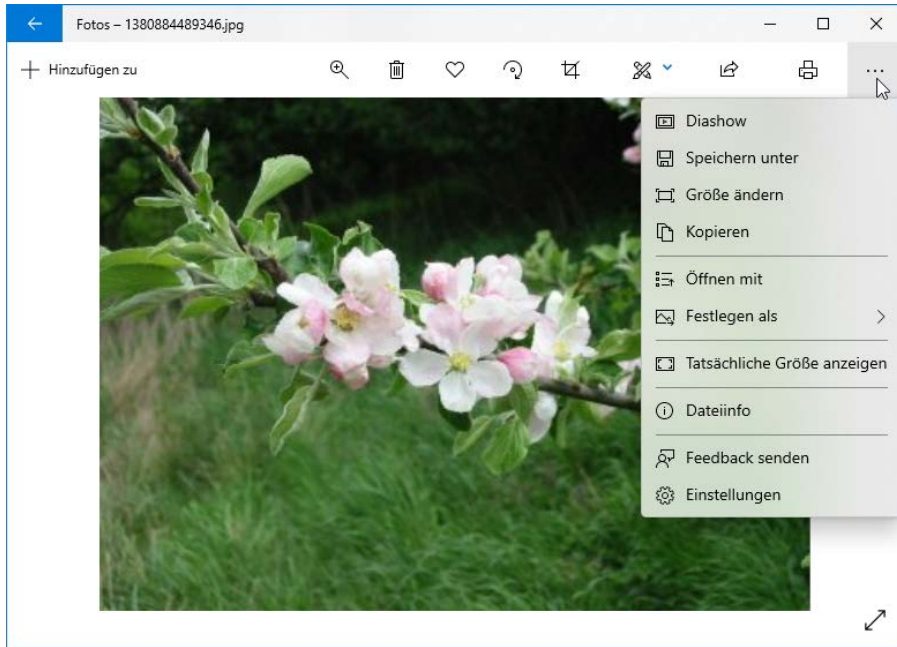 Fotos – 1380884489346.jpg
Hinzufügen zu
Diashow
Speichern unter
Größe ändern
Kopieren
Öffnen mit
Festlegen als
Tatsächliche Größe anzeigen
Dateiinfo
Feedback senden
Einstellungen